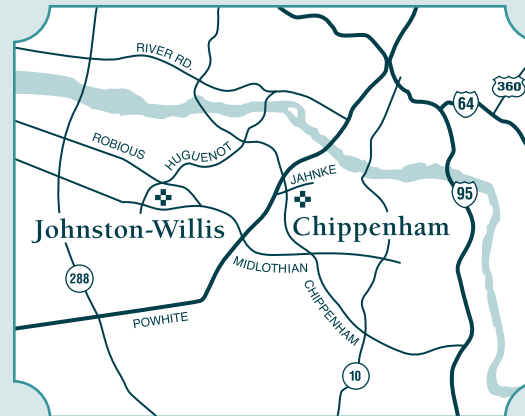 RIVER RD.
360
64
ROBIOUS
HUGUENOT
JAHNKE
95
Johnston-Willis
Chippenham
MIDLOTHIAN
288
CHIPPENHAM
POWHITE
10